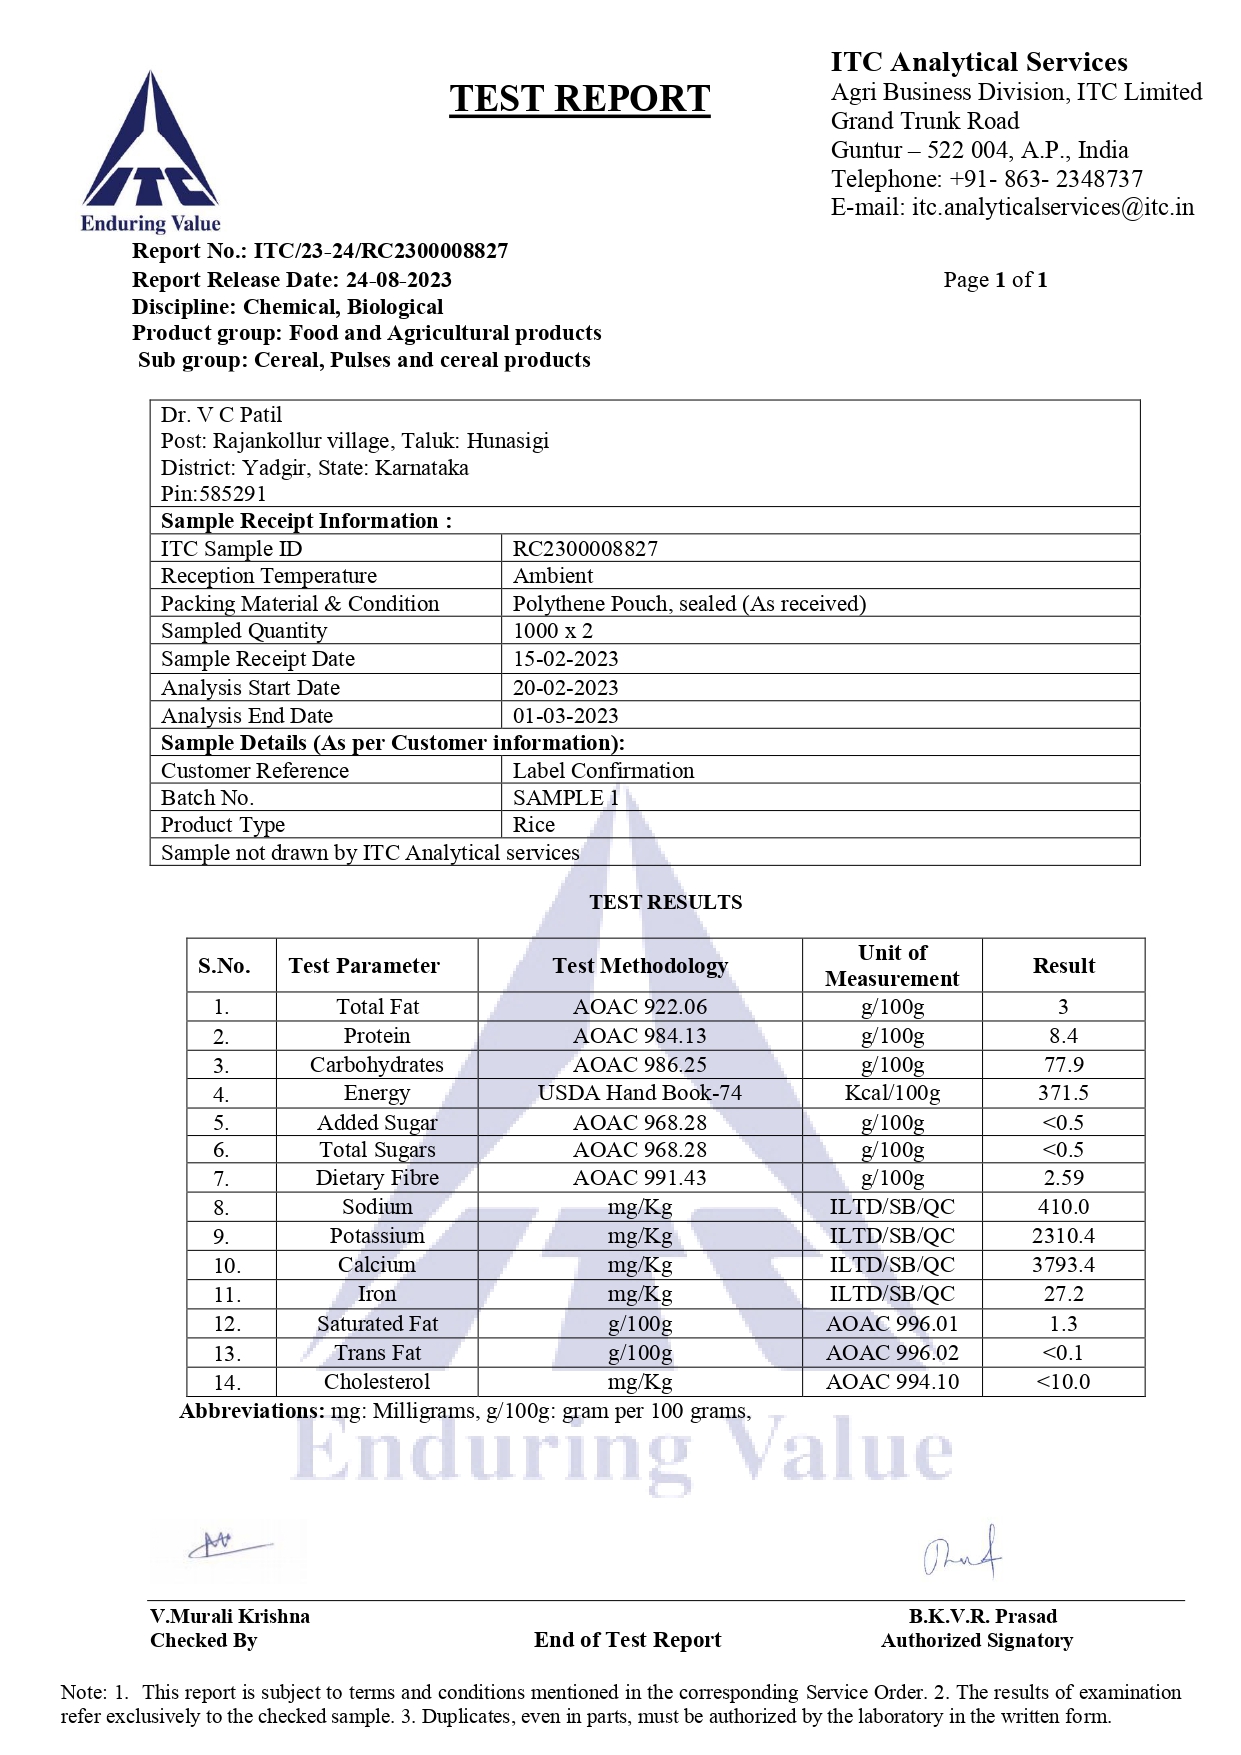 ITC Analytical Services
Agri Business Division, ITC Limited
Grand Trunk Road
Guntur – 522 004, A.P., India
Telephone: +91- 863- 2348737
E-mail: itc.analyticalservices@itc.in
TEST REPORT
ITC
Enduring Value
Report No.: ITC/23-24/RC2300008827
Report Release Date: 24-08-2023 Page 1 of 1
Discipline: Chemical, Biological
Product group: Food and Agricultural products
Sub group: Cereal, Pulses and cereal products
Dr. V C Patil
Post: Rajankollur village, Taluk: Hunasigi
District: Yadgir, State: Karnataka
Pin:585291
Sample Receipt Information :
ITC Sample ID RC2300008827
Reception Temperature Ambient
Packing Material & Condition Polythene Pouch, sealed (As received)
Sampled Quantity 1000 x 2
Sample Receipt Date 15-02-2023
Analysis Start Date 20-02-2023
Analysis End Date 01-03-2023
Sample Details (As per Customer information):
Customer Reference Label Confirmation
Batch No. SAMPLE 1
Product Type Rice
Sample not drawn by ITC Analytical services
TEST RESULTS
S.No. Test Parameter Test Methodology Unit of Measurement Result
1. Total Fat AOAC 922.06 g/100g 3
2. Protein AOAC 984.13 g/100g 8.4
3. Carbohydrates AOAC 986.25 g/100g 77.9
4. Energy USDA Hand Book-74 Kcal/100g 371.5
5. Added Sugar AOAC 968.28 g/100g <0.5
6. Total Sugars AOAC 968.28 g/100g <0.5
7. Dietary Fibre AOAC 991.43 g/100g 2.59
8. Sodium mg/Kg ILTD/SB/QC 410.0
9. Potassium mg/Kg ILTD/SB/QC 2310.4
10. Calcium mg/Kg ILTD/SB/QC 3793.4
11. Iron mg/Kg ILTD/SB/QC 27.2
12. Saturated Fat g/100g AOAC 996.01 1.3
13. Trans Fat g/100g AOAC 996.02 <0.1
14. Cholesterol mg/Kg AOAC 994.10 <10.0
Abbreviations: mg: Milligrams, g/100g: gram per 100 grams,
ITC
Enduring Value
V.Murali Krishna B.K.V.R. Prasad
Checked By End of Test Report Authorized Signatory
Note: 1. This report is subject to terms and conditions mentioned in the corresponding Service Order. 2. The results of examination
refer exclusively to the checked sample. 3. Duplicates, even in parts, must be authorized by the laboratory in the written form.